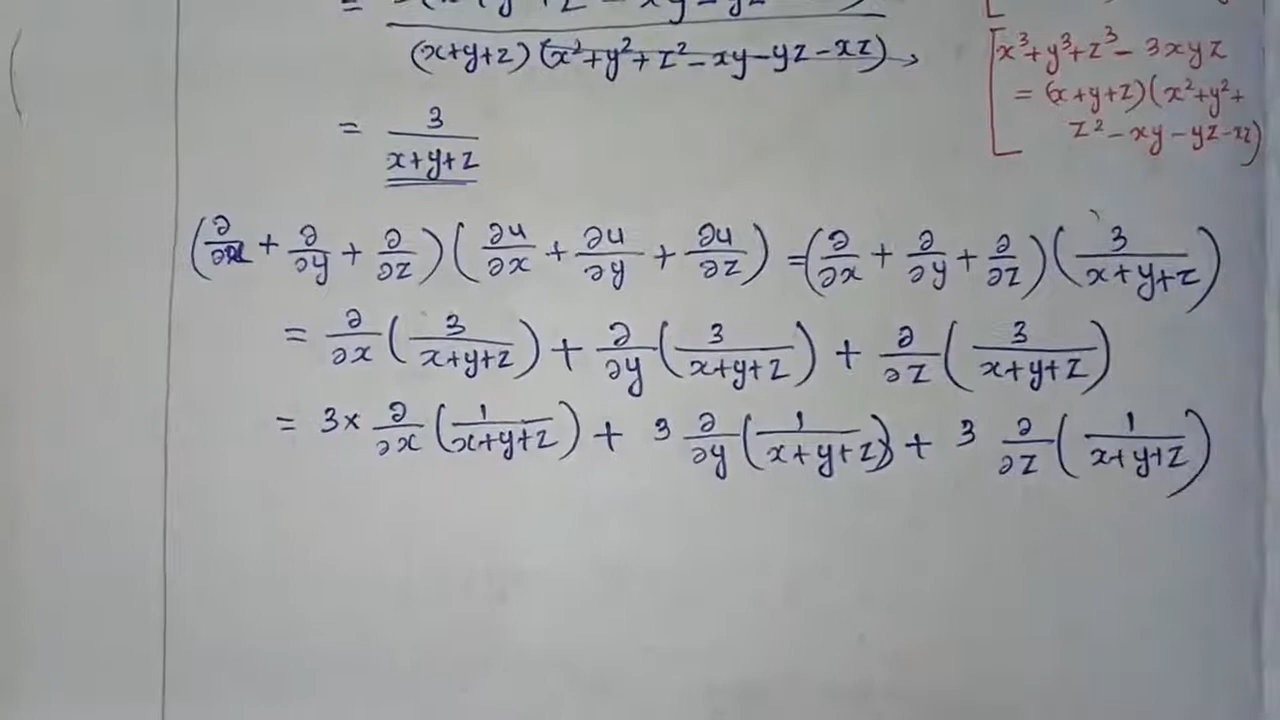 (x+y+z)(x²+y²+z²-xy-yz-xz)
= 3/(x+y+z)
[x³+y³+z³-3xyz
= (x+y+z)(x²+y²+
z²-xy-yz-xz)
(∂/∂x + ∂/∂y + ∂/∂z)(∂u/∂x + ∂u/∂y + ∂u/∂z) = (∂/∂x + ∂/∂y + ∂/∂z)(3/(x+y+z))
= ∂/∂x(3/(x+y+z)) + ∂/∂y(3/(x+y+z)) + ∂/∂z(3/(x+y+z))
= 3× ∂/∂x(1/(x+y+z)) + 3 ∂/∂y(1/(x+y+z)) + 3 ∂/∂z(1/(x+y+z))